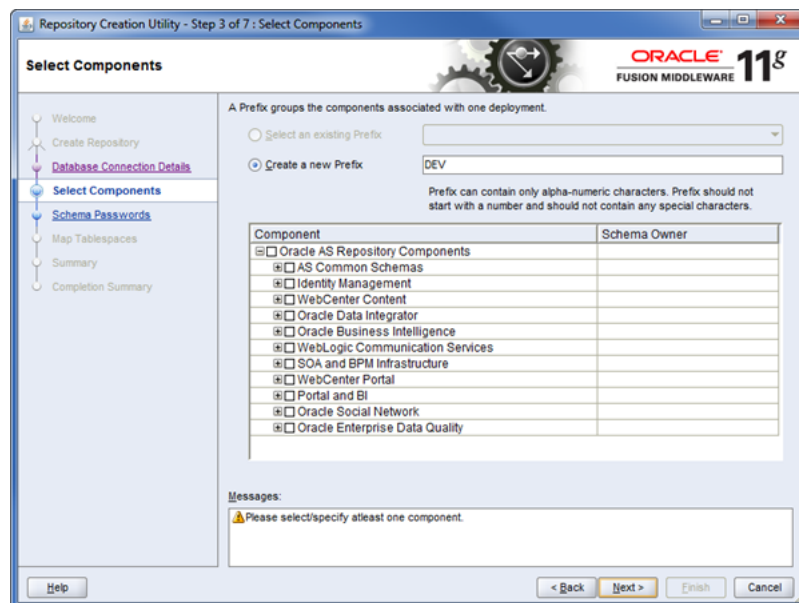 Repository Creation Utility - Step 3 of 7 : Select Components
Select Components
ORACLE
FUSION MIDDLEWARE 11g
Welcome
Create Repository
Database Connection Details
Select Components
Schema Passwords
Map Tablespaces
Summary
Completion Summary
A Prefix groups the components associated with one deployment.
Select an existing Prefix
Create a new Prefix DEV
Prefix can contain only alpha-numeric characters. Prefix should not
start with a number and should not contain any special characters.
Component Schema Owner
Oracle AS Repository Components
AS Common Schemas
Identity Management
WebCenter Content
Oracle Data Integrator
Oracle Business Intelligence
WebLogic Communication Services
SOA and BPM Infrastructure
WebCenter Portal
Portal and BI
Oracle Social Network
Oracle Enterprise Data Quality
Messages:
Please select/specify atleast one component.
Help < Back Next > Finish Cancel